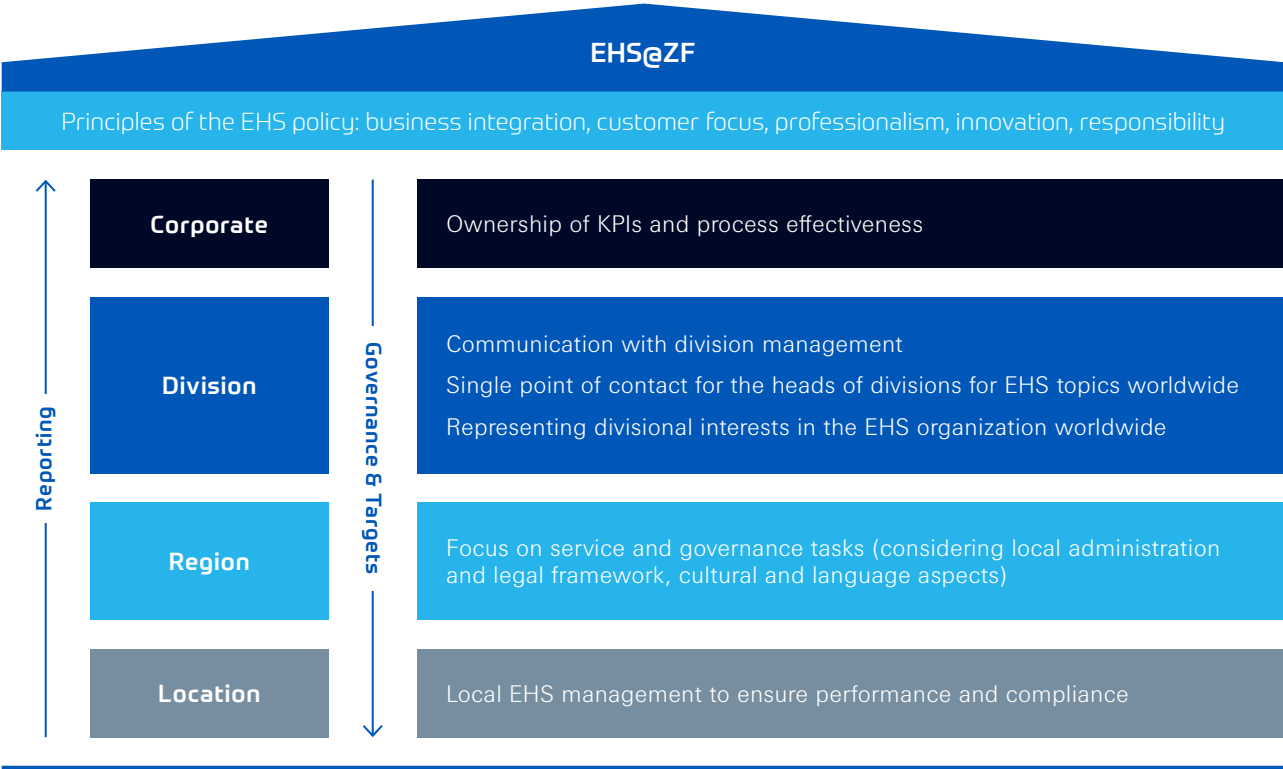 EHS@ZF
Principles of the EHS policy: business integration, customer focus, professionalism, innovation, responsibility
Reporting
Governance & Targets
Corporate
Ownership of KPIs and process effectiveness
Division
Communication with division management
Single point of contact for the heads of divisions for EHS topics worldwide
Representing divisional interests in the EHS organization worldwide
Region
Focus on service and governance tasks (considering local administration
and legal framework, cultural and language aspects)
Location
Local EHS management to ensure performance and compliance